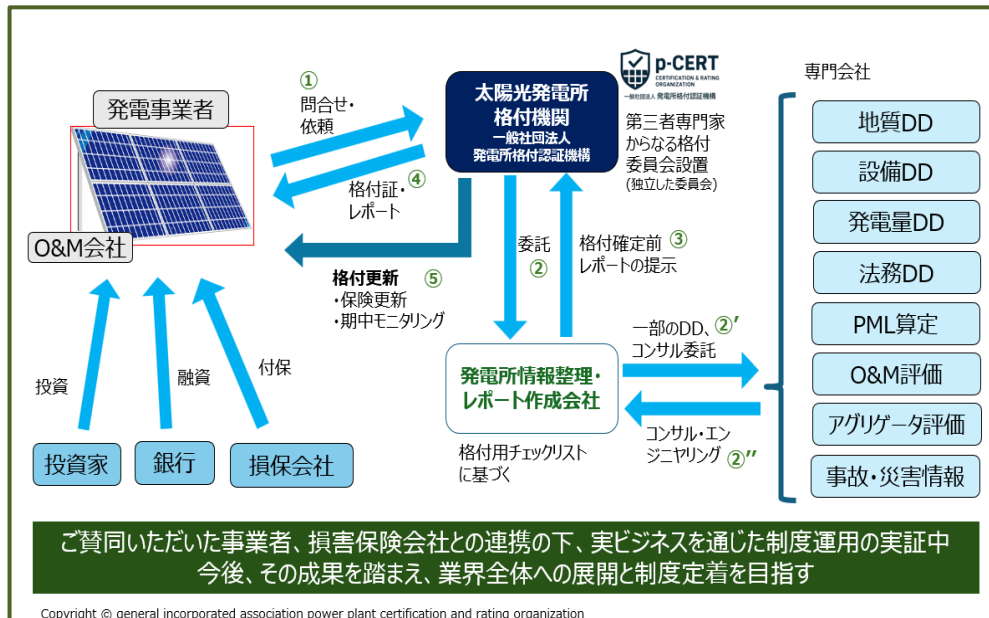 発電事業者
O&M会社
①
問合せ・
依頼
格付証・
レポート
④
太陽光発電所
格付機関
一般社団法人
発電所格付認証機構
p-CERT
CERTIFICATION & RATING
ORGANIZATION
一般社団法人 発電所格付認証機構
第三者専門家
からなる格付
委員会設置
(独立した委員会)
格付更新
⑤
・保険更新
・期中モニタリング
委託
②
格付確定前
③
レポートの提示
投資
融資
付保
投資家
銀行
損保会社
発電所情報整理・
レポート作成会社
格付用チェックリスト
に基づく
一部のDD、
②'
コンサル委託
コンサル・エン
ジニヤリング
②''
専門会社
地質DD
設備DD
発電量DD
法務DD
PML算定
O&M評価
アグリゲータ評価
事故・災害情報
ご賛同いただいた事業者、損害保険会社との連携の下、実ビジネスを通じた制度運用の実証中
今後、その成果を踏まえ、業界全体への展開と制度定着を目指す
Copyright © general incorporated association power plant certification and rating organization